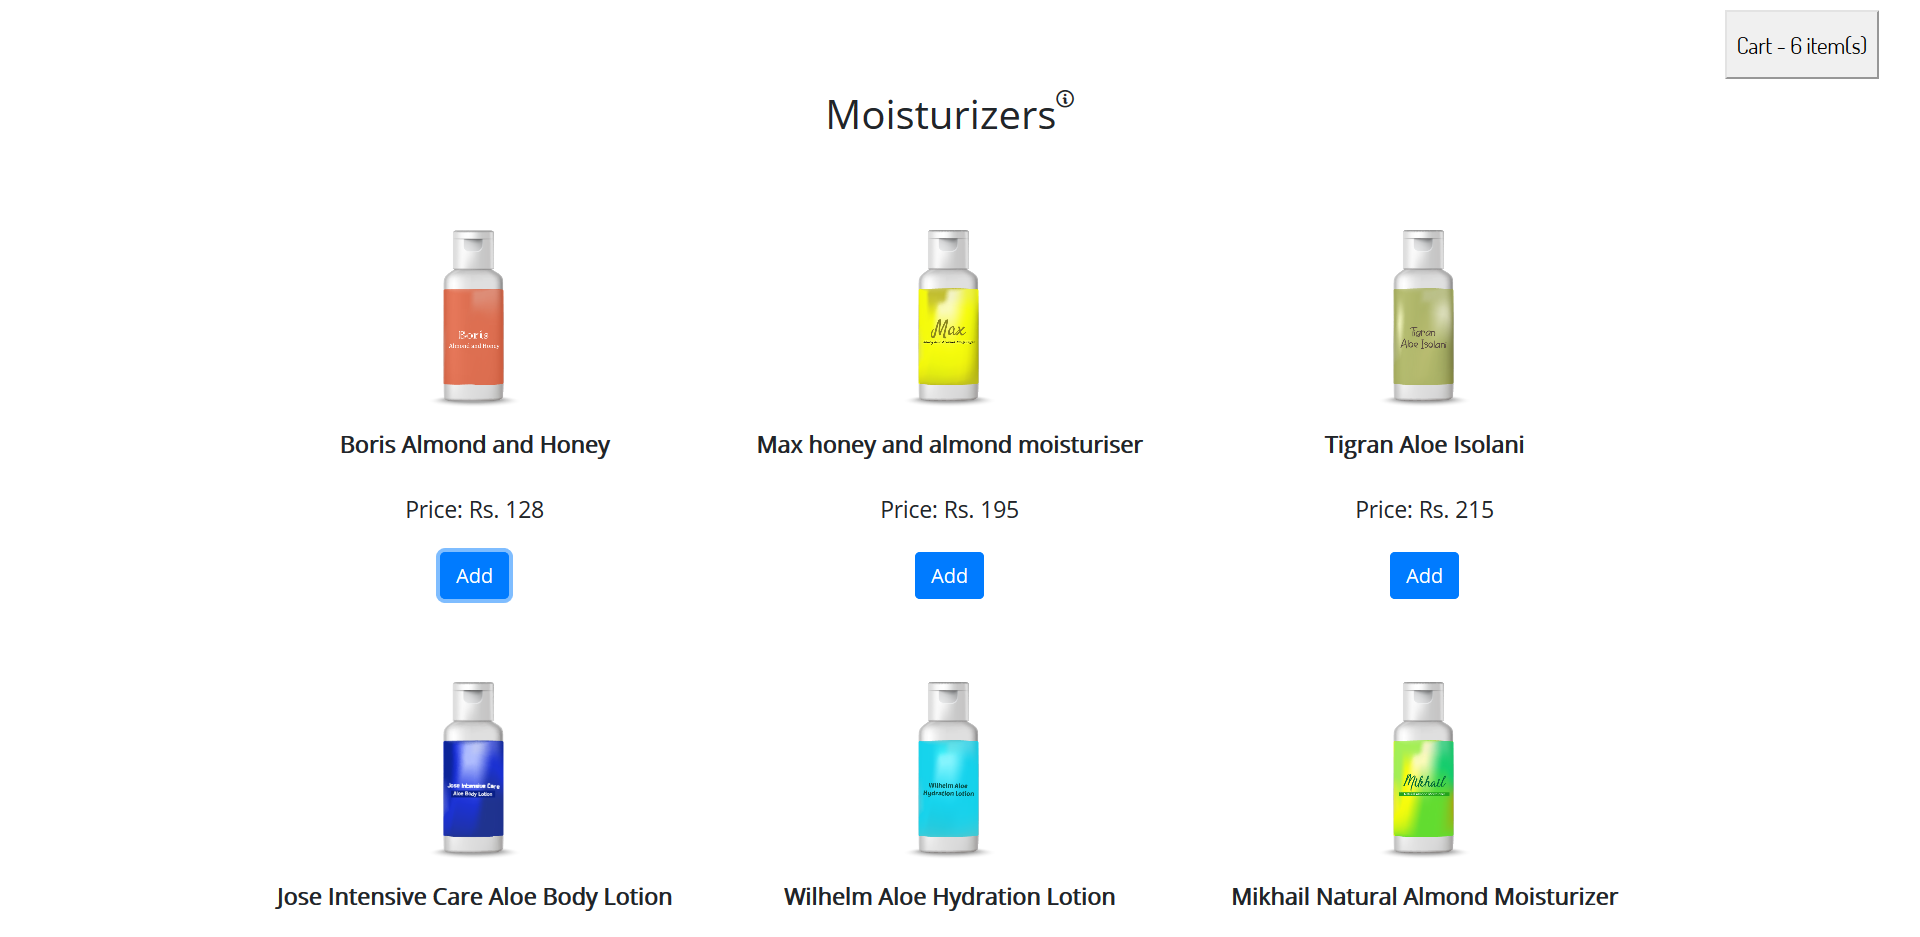 Cart - 6 item(s)
Moisturizers
Boris
Almond and Honey
Max
Tigran
Aloe Isolani
Boris Almond and Honey
Max honey and almond moisturiser
Tigran Aloe Isolani
Price: Rs. 128
Price: Rs. 195
Price: Rs. 215
Add
Add
Add
Jose Intensive Care
Aloe Body Lotion
Wilhelm Aloe
Hydration Lotion
Mikhail
Jose Intensive Care Aloe Body Lotion
Wilhelm Aloe Hydration Lotion
Mikhail Natural Almond Moisturizer